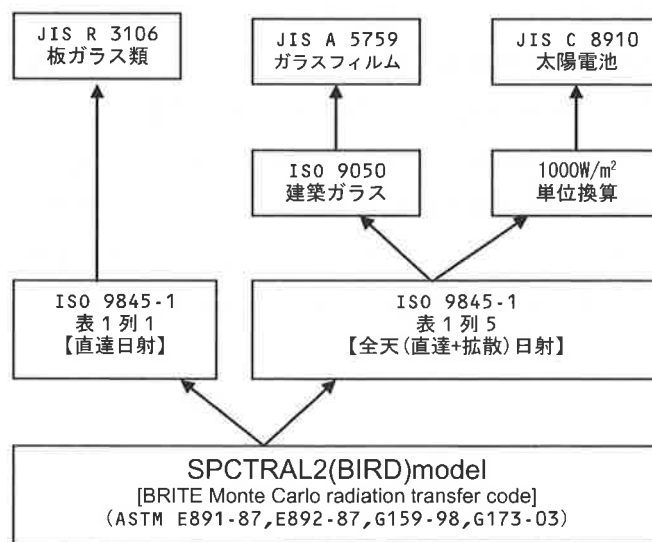 JIS R 3106
板ガラス類
JIS A 5759
ガラスフィルム
JIS C 8910
太陽電池
ISO 9050
建築ガラス
1000W/m²
単位換算
ISO 9845-1
表1列1
【直達日射】
ISO 9845-1
表1列5
【全天(直達+拡散)日射】
SPCTRAL2(BIRD)model
[BRITE Monte Carlo radiation transfer code]
(ASTM E891-87,E892-87,G159-98,G173-03)